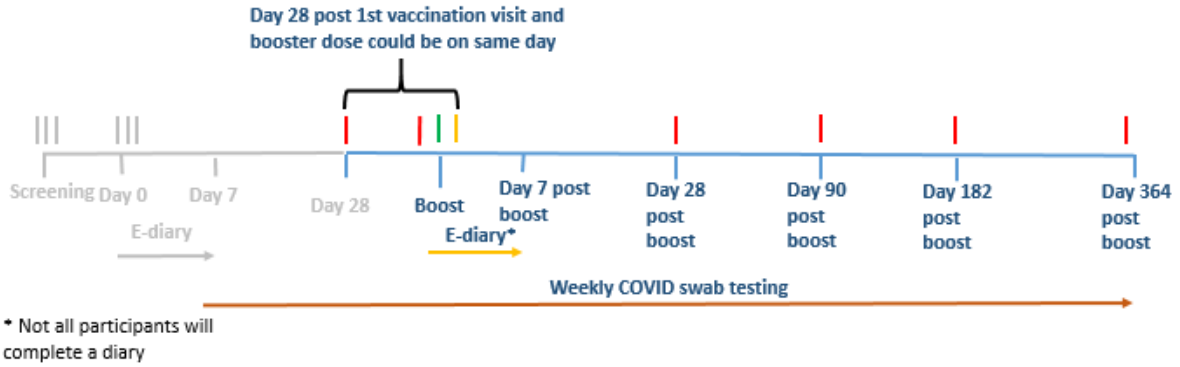 Day 28 post 1st vaccination visit and
booster dose could be on same day
Screening
Day 0
Day 7
Day 28
Boost
Day 7 post
boost
Day 28
post
boost
Day 90
post
boost
Day 182
post
boost
Day 364
post
boost
E-diary
E-diary*
Weekly COVID swab testing
* Not all participants will
complete a diary